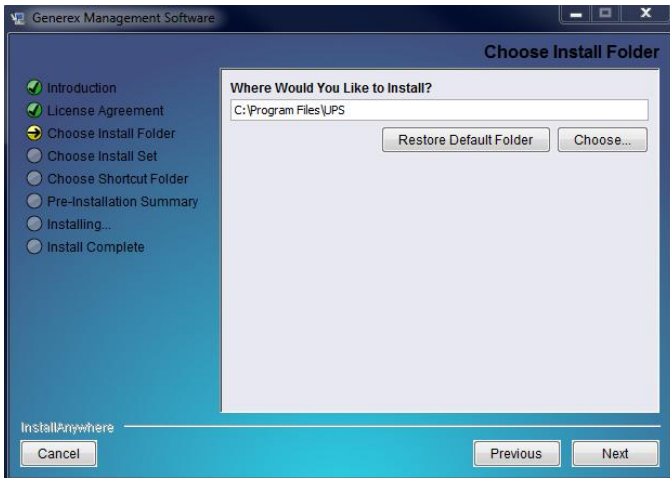 Generex Management Software
Choose Install Folder
Introduction
License Agreement
Choose Install Folder
Choose Install Set
Choose Shortcut Folder
Pre-Installation Summary
Installing...
Install Complete
Where Would You Like to Install?
C:\Program Files\UPS
Restore Default Folder
Choose...
InstallAnywhere
Cancel
Previous
Next